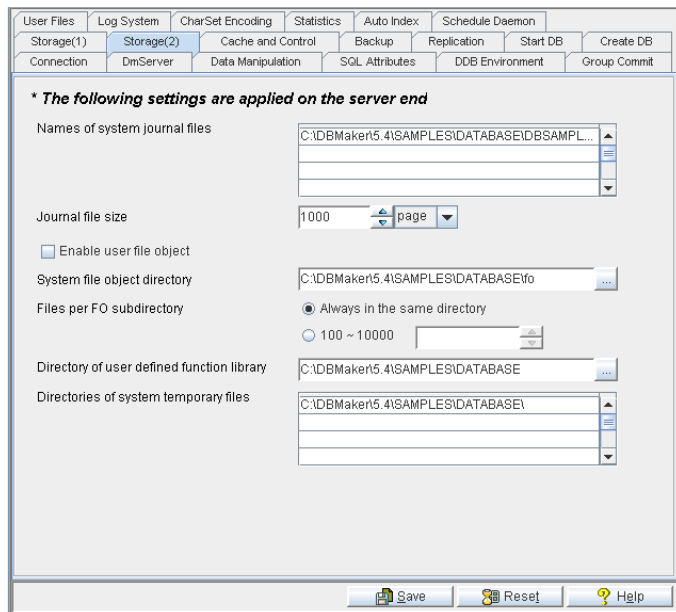 User Files Log System CharSet Encoding Statistics Auto Index Schedule Daemon
Storage(1) Storage(2) Cache and Control Backup Replication Start DB Create DB
Connection DmServer Data Manipulation SQL Attributes DDB Environment Group Commit
* The following settings are applied on the server end
Names of system journal files
C:\DBMaker\5.4\SAMPLES\DATABASE\DBSAMPL...
Journal file size 1000 page
Enable user file object
System file object directory C:\DBMaker\5.4\SAMPLES\DATABASE\fo ...
Files per FO subdirectory Always in the same directory
100 ~ 10000
Directory of user defined function library C:\DBMaker\5.4\SAMPLES\DATABASE ...
Directories of system temporary files C:\DBMaker\5.4\SAMPLES\DATABASE\
Save Reset Help